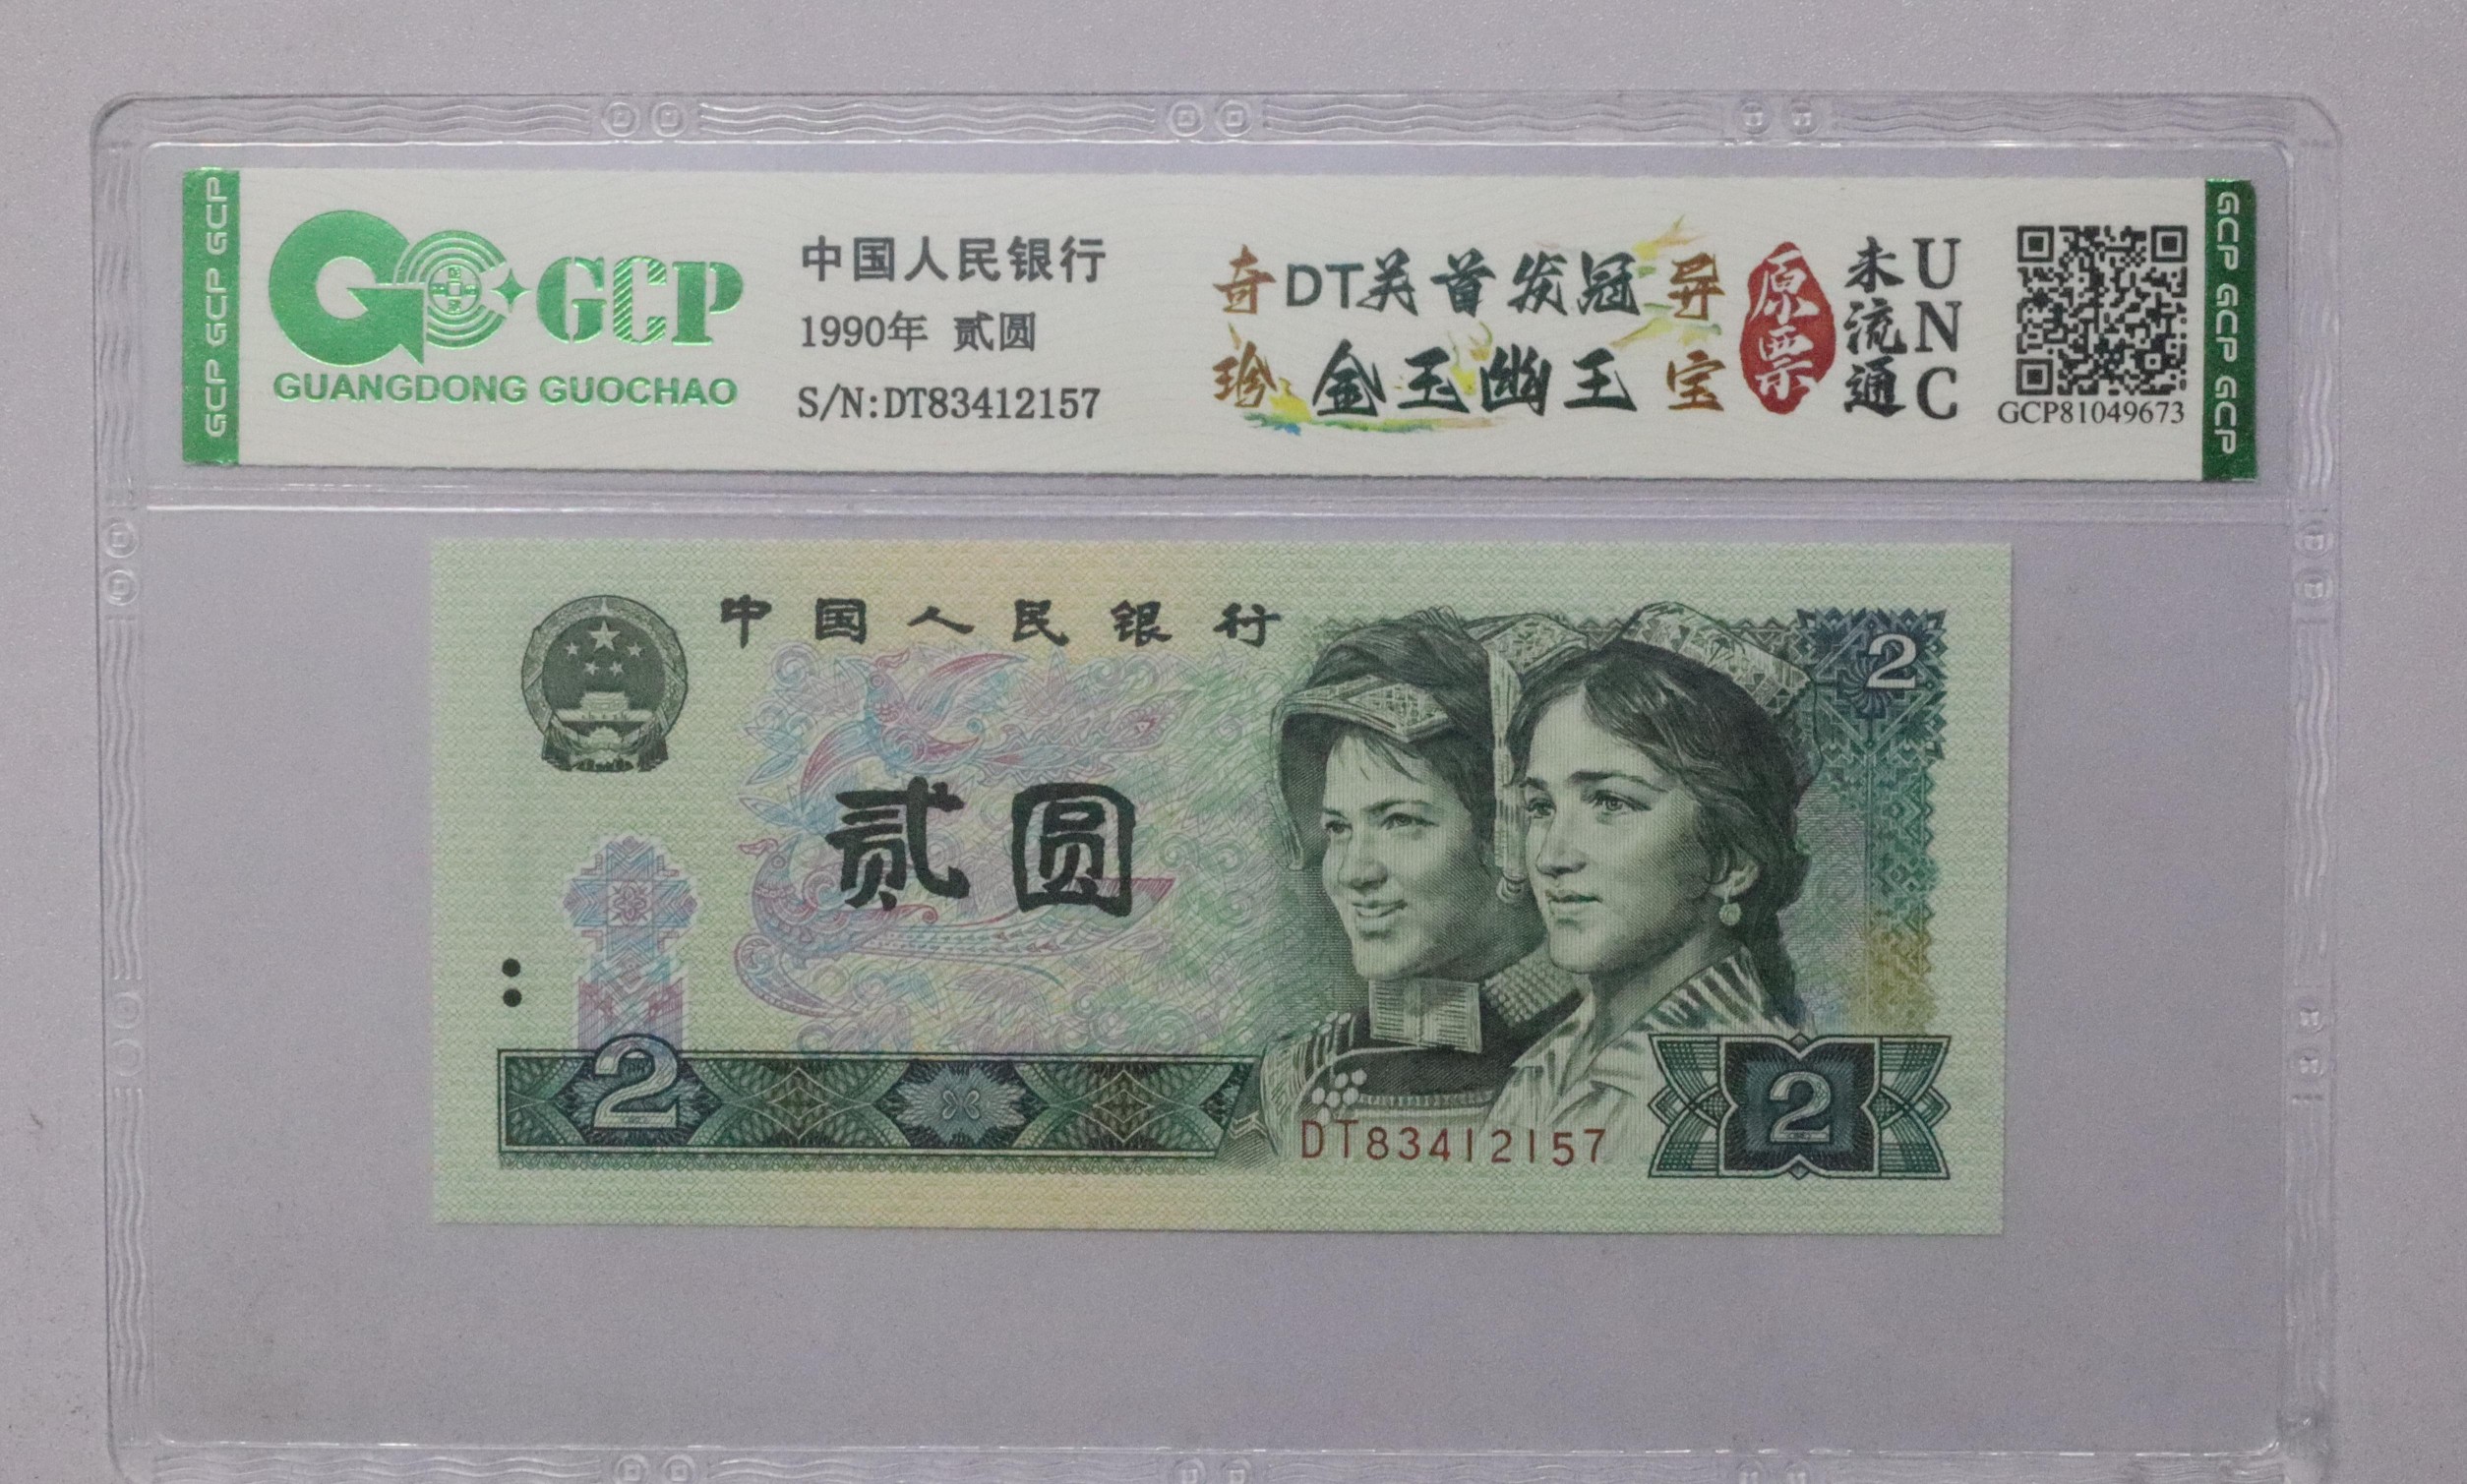 GCP GCP GCP
GCP
GUANGDONG GUOCHAO
中国人民银行
1990年 贰圆
S/N:DT83412157
奇 DT关首发冠 异
珍 金玉幽王 宝
原票
未流通
UNC
GCP81049673
GCP GCP GCP
中国人民银行
2
贰圆
2
DT83412157
2